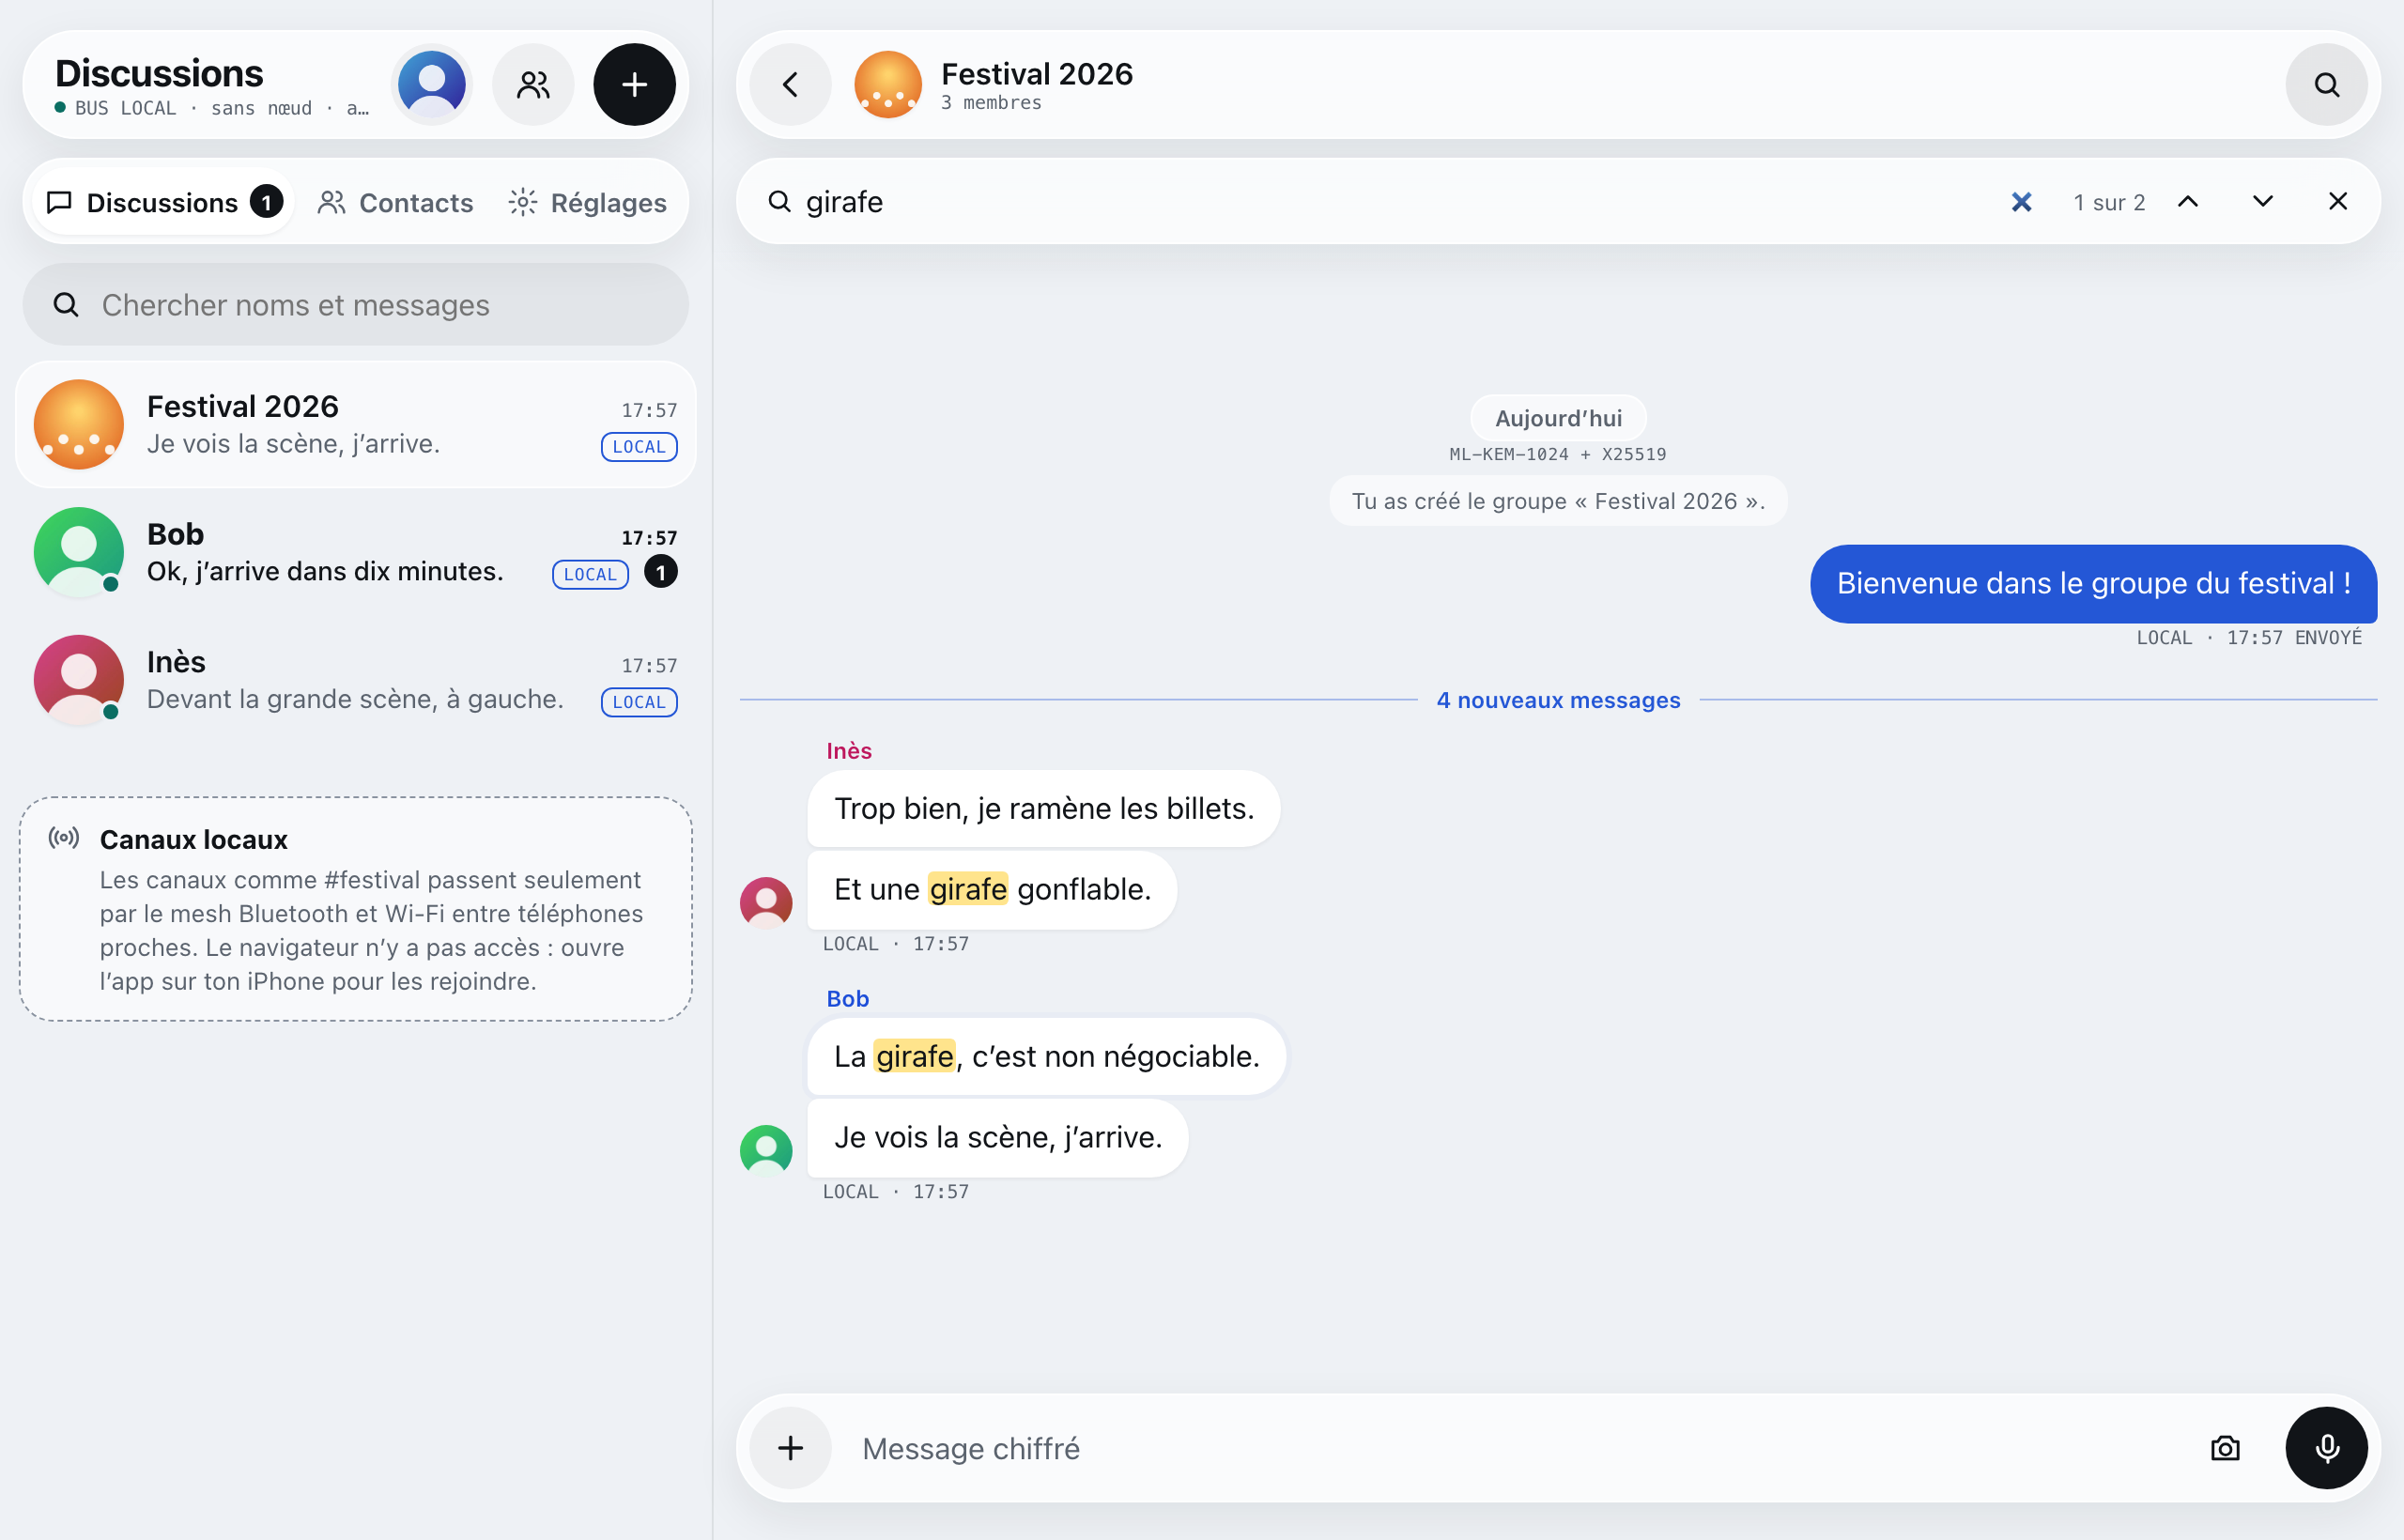 Discussions
BUS LOCAL · sans nœud · a…
Discussions 1
Contacts
Réglages
Chercher noms et messages
Festival 2026
17:57
Je vois la scène, j’arrive.
LOCAL
Bob
17:57
Ok, j’arrive dans dix minutes.
LOCAL
1
Inès
17:57
Devant la grande scène, à gauche.
LOCAL
Canaux locaux
Les canaux comme #festival passent seulement
par le mesh Bluetooth et Wi-Fi entre téléphones
proches. Le navigateur n’y a pas accès : ouvre
l’app sur ton iPhone pour les rejoindre.
Festival 2026
3 membres
girafe
1 sur 2
Aujourd’hui
ML-KEM-1024 + X25519
Tu as créé le groupe « Festival 2026 ».
Bienvenue dans le groupe du festival !
LOCAL · 17:57 ENVOYÉ
4 nouveaux messages
Inès
Trop bien, je ramène les billets.
Et une girafe gonflable.
LOCAL · 17:57
Bob
La girafe, c’est non négociable.
Je vois la scène, j’arrive.
LOCAL · 17:57
Message chiffré